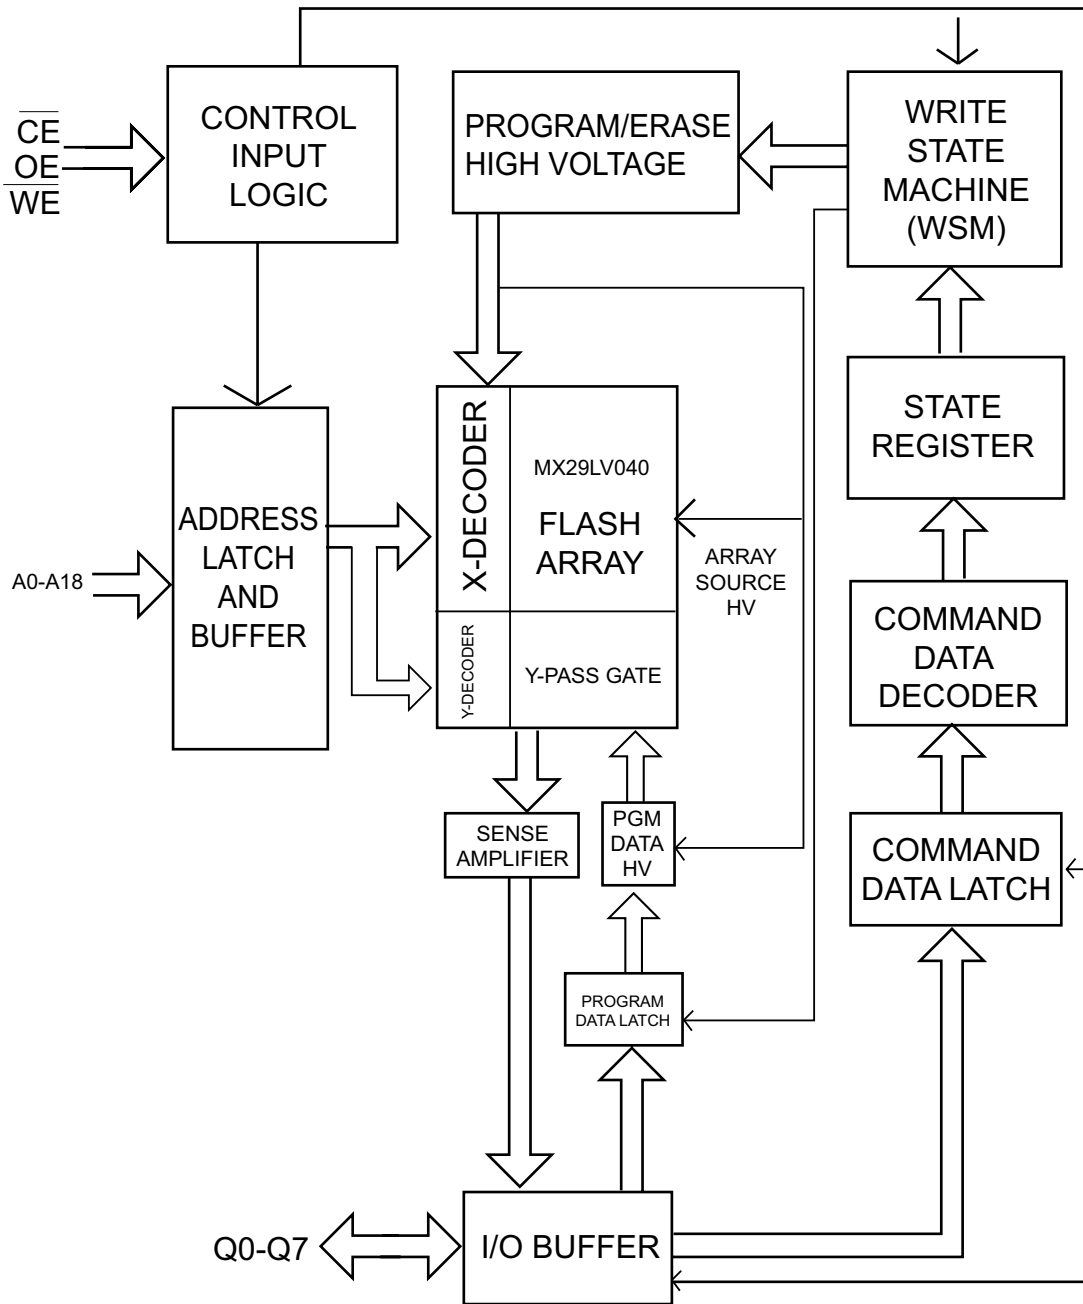 CE
OE
WE
CONTROL
INPUT
LOGIC
PROGRAM/ERASE
HIGH VOLTAGE
WRITE
STATE
MACHINE
(WSM)
STATE
REGISTER
X-DECODER
MX29LV040
FLASH
ARRAY
ADDRESS
LATCH
AND
BUFFER
A0-A18
ARRAY
SOURCE
HV
Y-DECODER
Y-PASS GATE
COMMAND
DATA
DECODER
SENSE
AMPLIFIER
PGM
DATA
HV
COMMAND
DATA LATCH
PROGRAM
DATA LATCH
Q0-Q7
I/O BUFFER